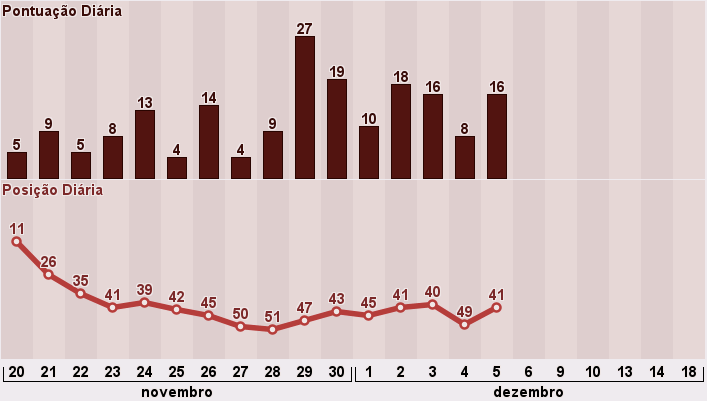 Pontuação Diária
5 9 5 8 13 4 14 4 9 27 19 10 18 16 8 16
Posição Diária
11 26 35 41 39 42 45 50 51 47 43 45 41 40 49 41
20 21 22 23 24 25 26 27 28 29 30 1 2 3 4 5 6 9 10 13 14 18
novembro dezembro